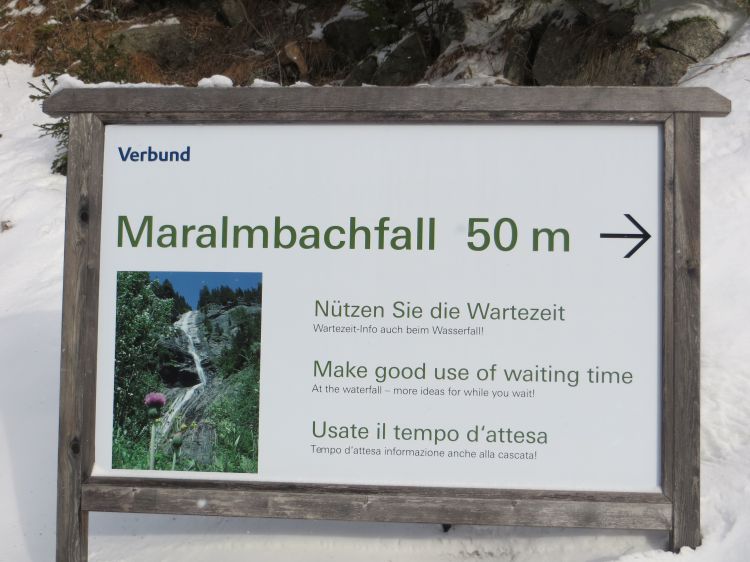 Verbund
Maralmbachfall 50 m →
Nützen Sie die Wartezeit
Wartezeit-Info auch beim Wasserfall!
Make good use of waiting time
At the waterfall – more ideas for while you wait!
Usate il tempo d'attesa
Tempo d'attesa informazione anche alla cascata!